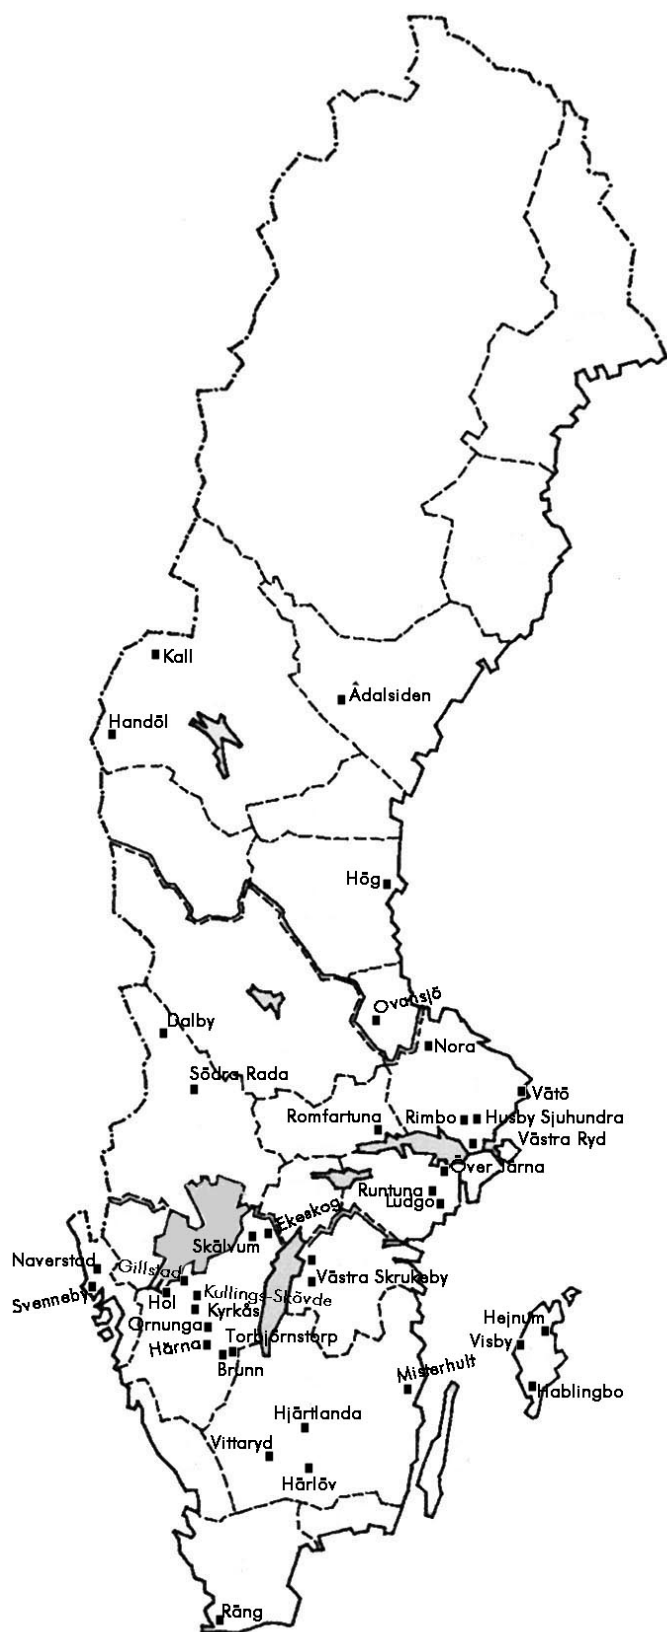 Kall
Ådalsiden
Handöl
Hög
Ovansjö
Dalby
Nora
Södra Rada
Vätö
Romfartuna
Rimbo
Husby Sjuhundra
Västra Ryd
Över Järna
Runtuna
Ludgo
Ekeskog
Skälvum
Naverstad
Gillstad
Västra Skrukeby
Svenneby
Hol
Kullings-Skövde
Kyrkås
Ornunga
Hejnum
Visby
Härna
Torbjörnstorp
Brunn
Misterhult
Hablingbo
Hjärtlanda
Vittaryd
Härlöv
Räng